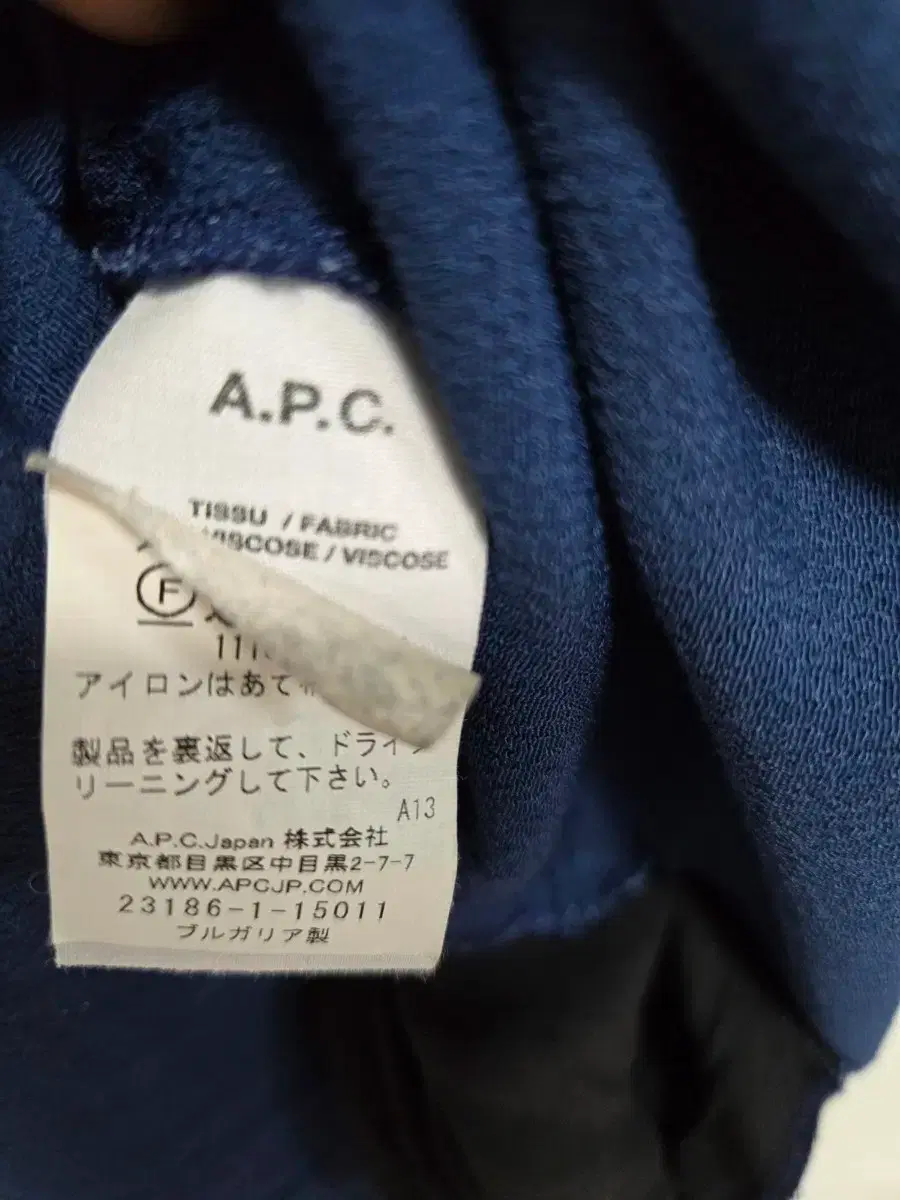 A.P.C.
TISSU / FABRIC
VISCOSE / VISCOSE
F
アイロンはあて
製品を裏返して、ドライ
リーニングして下さい。
A13
A.P.C.Japan 株式会社
東京都目黒区中目黒2-7-7
WWW.APCJP.COM
23186-1-15011
ブルガリア製